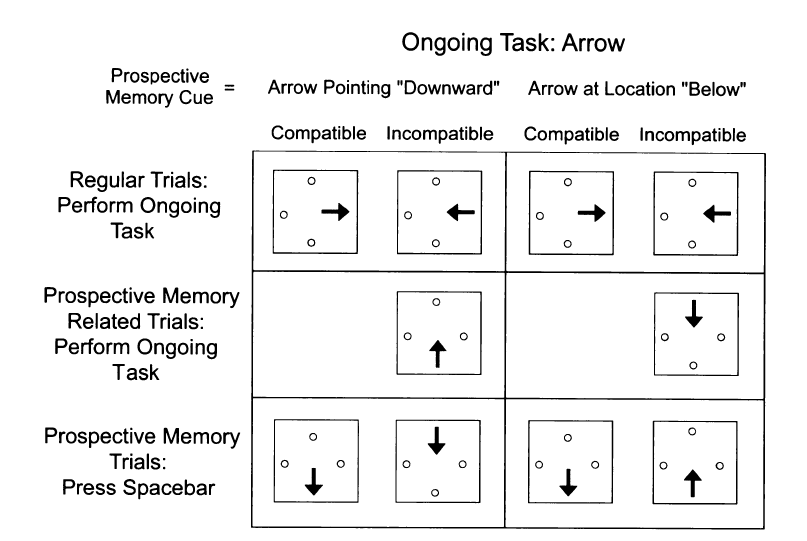 Ongoing Task: Arrow
Prospective
Memory Cue =
Arrow Pointing "Downward"
Arrow at Location "Below"
Compatible
Incompatible
Compatible
Incompatible
Regular Trials:
Perform Ongoing
Task
Prospective Memory
Related Trials:
Perform Ongoing
Task
Prospective Memory
Trials:
Press Spacebar